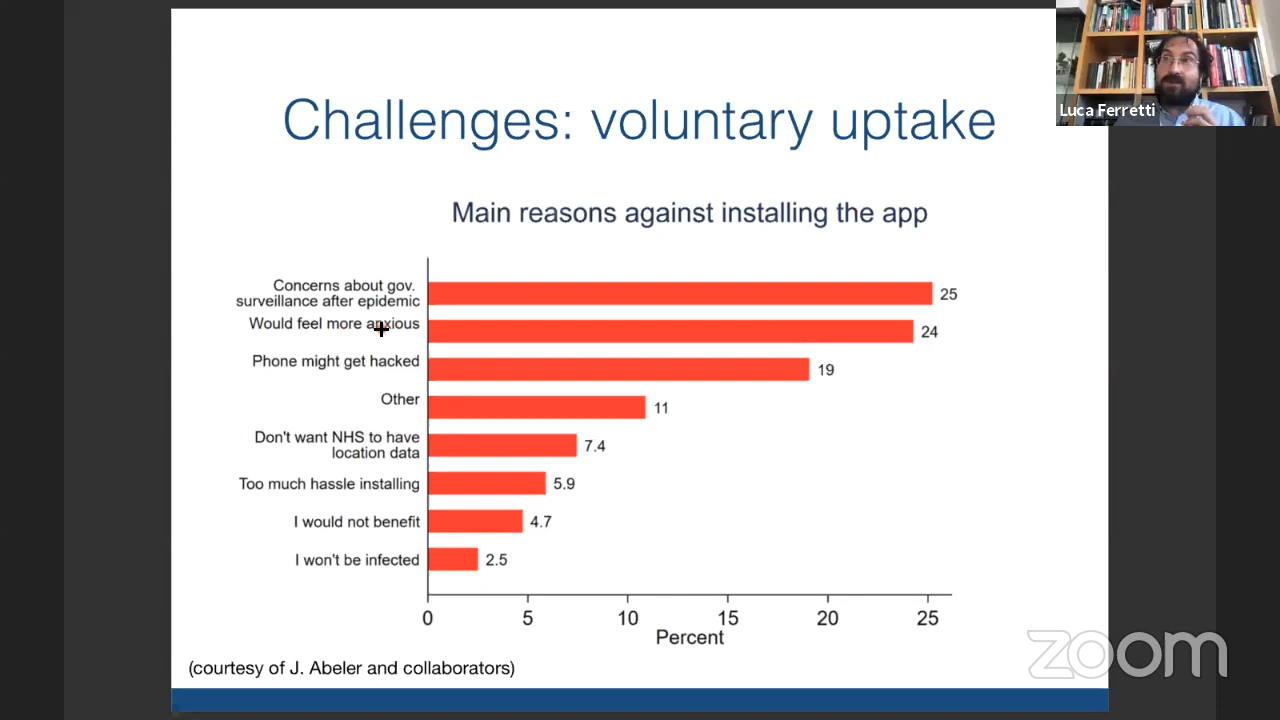 Luca Ferretti
Challenges: voluntary uptake
Main reasons against installing the app
Concerns about gov.
surveillance after epidemic
25
Would feel more anxious
24
Phone might get hacked
19
Other
11
Don't want NHS to have
location data
7.4
Too much hassle installing
5.9
I would not benefit
4.7
I won't be infected
2.5
0 5 10 15 20 25
Percent
(courtesy of J. Abeler and collaborators)
zoom